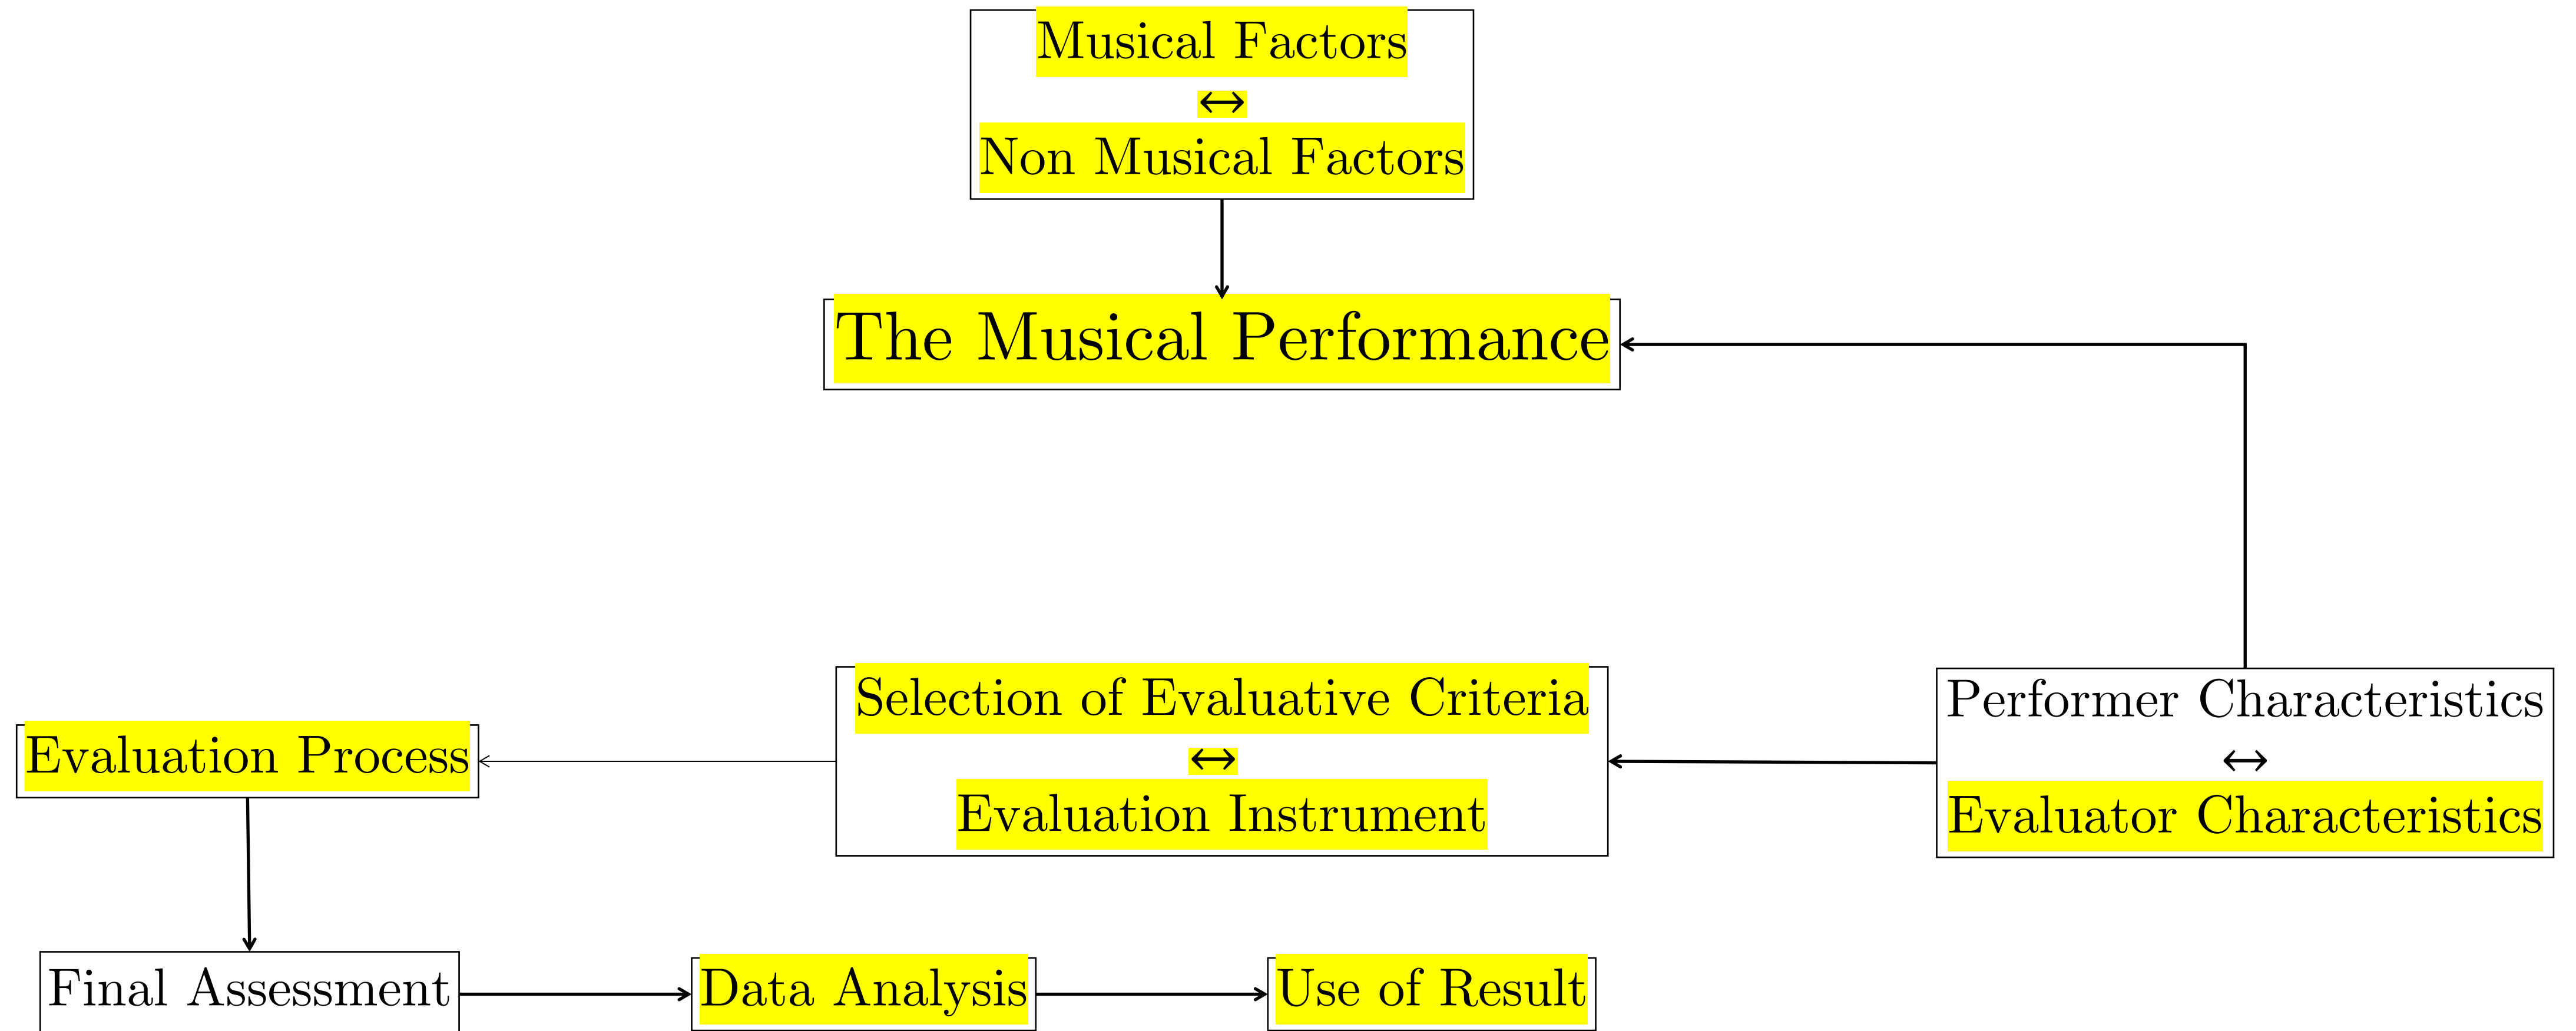 Musical Factors
↔
Non Musical Factors
The Musical Performance
Selection of Evaluative Criteria
↔
Evaluation Instrument
Performer Characteristics
↔
Evaluator Characteristics
Evaluation Process
Final Assessment
Data Analysis
Use of Result